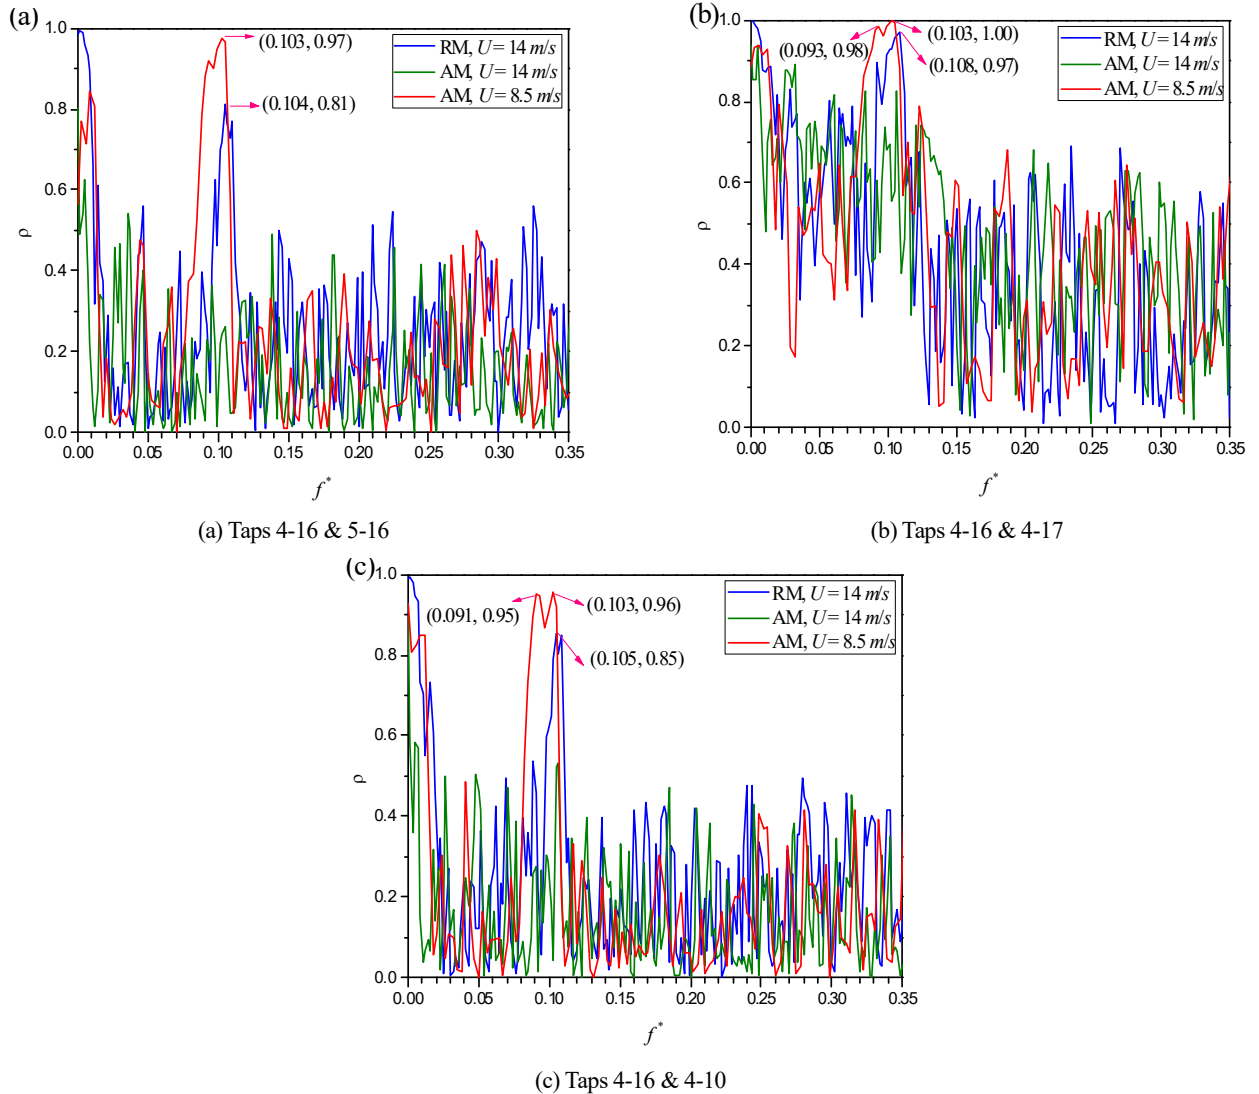 (a)
1.0
0.8
0.6
0.4
0.2
0.0
ρ
0.00 0.05 0.10 0.15 0.20 0.25 0.30 0.35
f*
RM, U = 14 m/s
AM, U = 14 m/s
AM, U = 8.5 m/s
(0.103, 0.97)
(0.104, 0.81)
(a) Taps 4-16 & 5-16
(b)
1.0
0.8
0.6
0.4
0.2
0.0
ρ
0.00 0.05 0.10 0.15 0.20 0.25 0.30 0.35
f*
RM, U = 14 m/s
AM, U = 14 m/s
AM, U = 8.5 m/s
(0.093, 0.98)
(0.103, 1.00)
(0.108, 0.97)
(b) Taps 4-16 & 4-17
(c)
1.0
0.8
0.6
0.4
0.2
0.0
ρ
0.00 0.05 0.10 0.15 0.20 0.25 0.30 0.35
f*
RM, U = 14 m/s
AM, U = 14 m/s
AM, U = 8.5 m/s
(0.091, 0.95)
(0.103, 0.96)
(0.105, 0.85)
(c) Taps 4-16 & 4-10